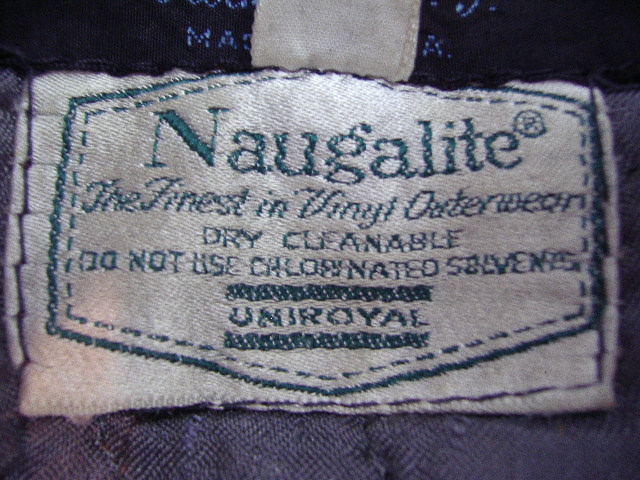 Naugalite®
The Finest in Vinyl Outerwear
DRY CLEANABLE
DO NOT USE CHLORINATED SOLVENTS
UNIROYAL